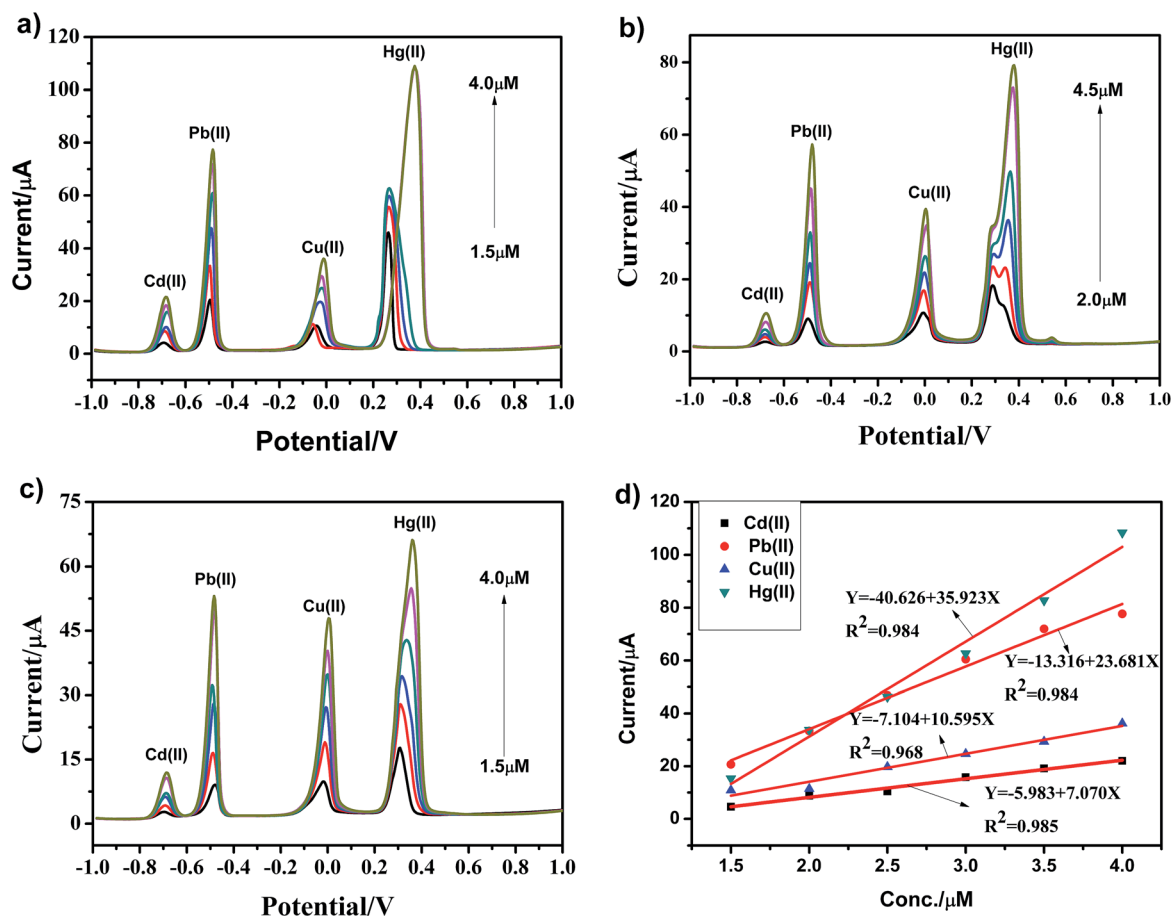 a)
120
100
80
60
40
20
0
Current/μA
Hg(II)
4.0μM
Pb(II)
1.5μM
Cu(II)
Cd(II)
-1.0 -0.8 -0.6 -0.4 -0.2 0.0 0.2 0.4 0.6 0.8 1.0
Potential/V
b)
80
60
40
20
0
Current/μA
Hg(II)
4.5μM
Pb(II)
Cu(II)
Cd(II)
2.0μM
-1.0 -0.8 -0.6 -0.4 -0.2 0.0 0.2 0.4 0.6 0.8 1.0
Potential/V
c)
75
60
45
30
15
0
Current/μA
Hg(II)
Pb(II)
4.0μM
Cu(II)
Cd(II)
1.5μM
-1.0 -0.8 -0.6 -0.4 -0.2 0.0 0.2 0.4 0.6 0.8 1.0
Potential/V
d)
120
100
80
60
40
20
0
Current/μA
Cd(II)
Pb(II)
Cu(II)
Hg(II)
Y=-40.626+35.923X
R²=0.984
Y=-13.316+23.681X
R²=0.984
Y=-7.104+10.595X
R²=0.968
Y=-5.983+7.070X
R²=0.985
1.5 2.0 2.5 3.0 3.5 4.0
Conc./μM